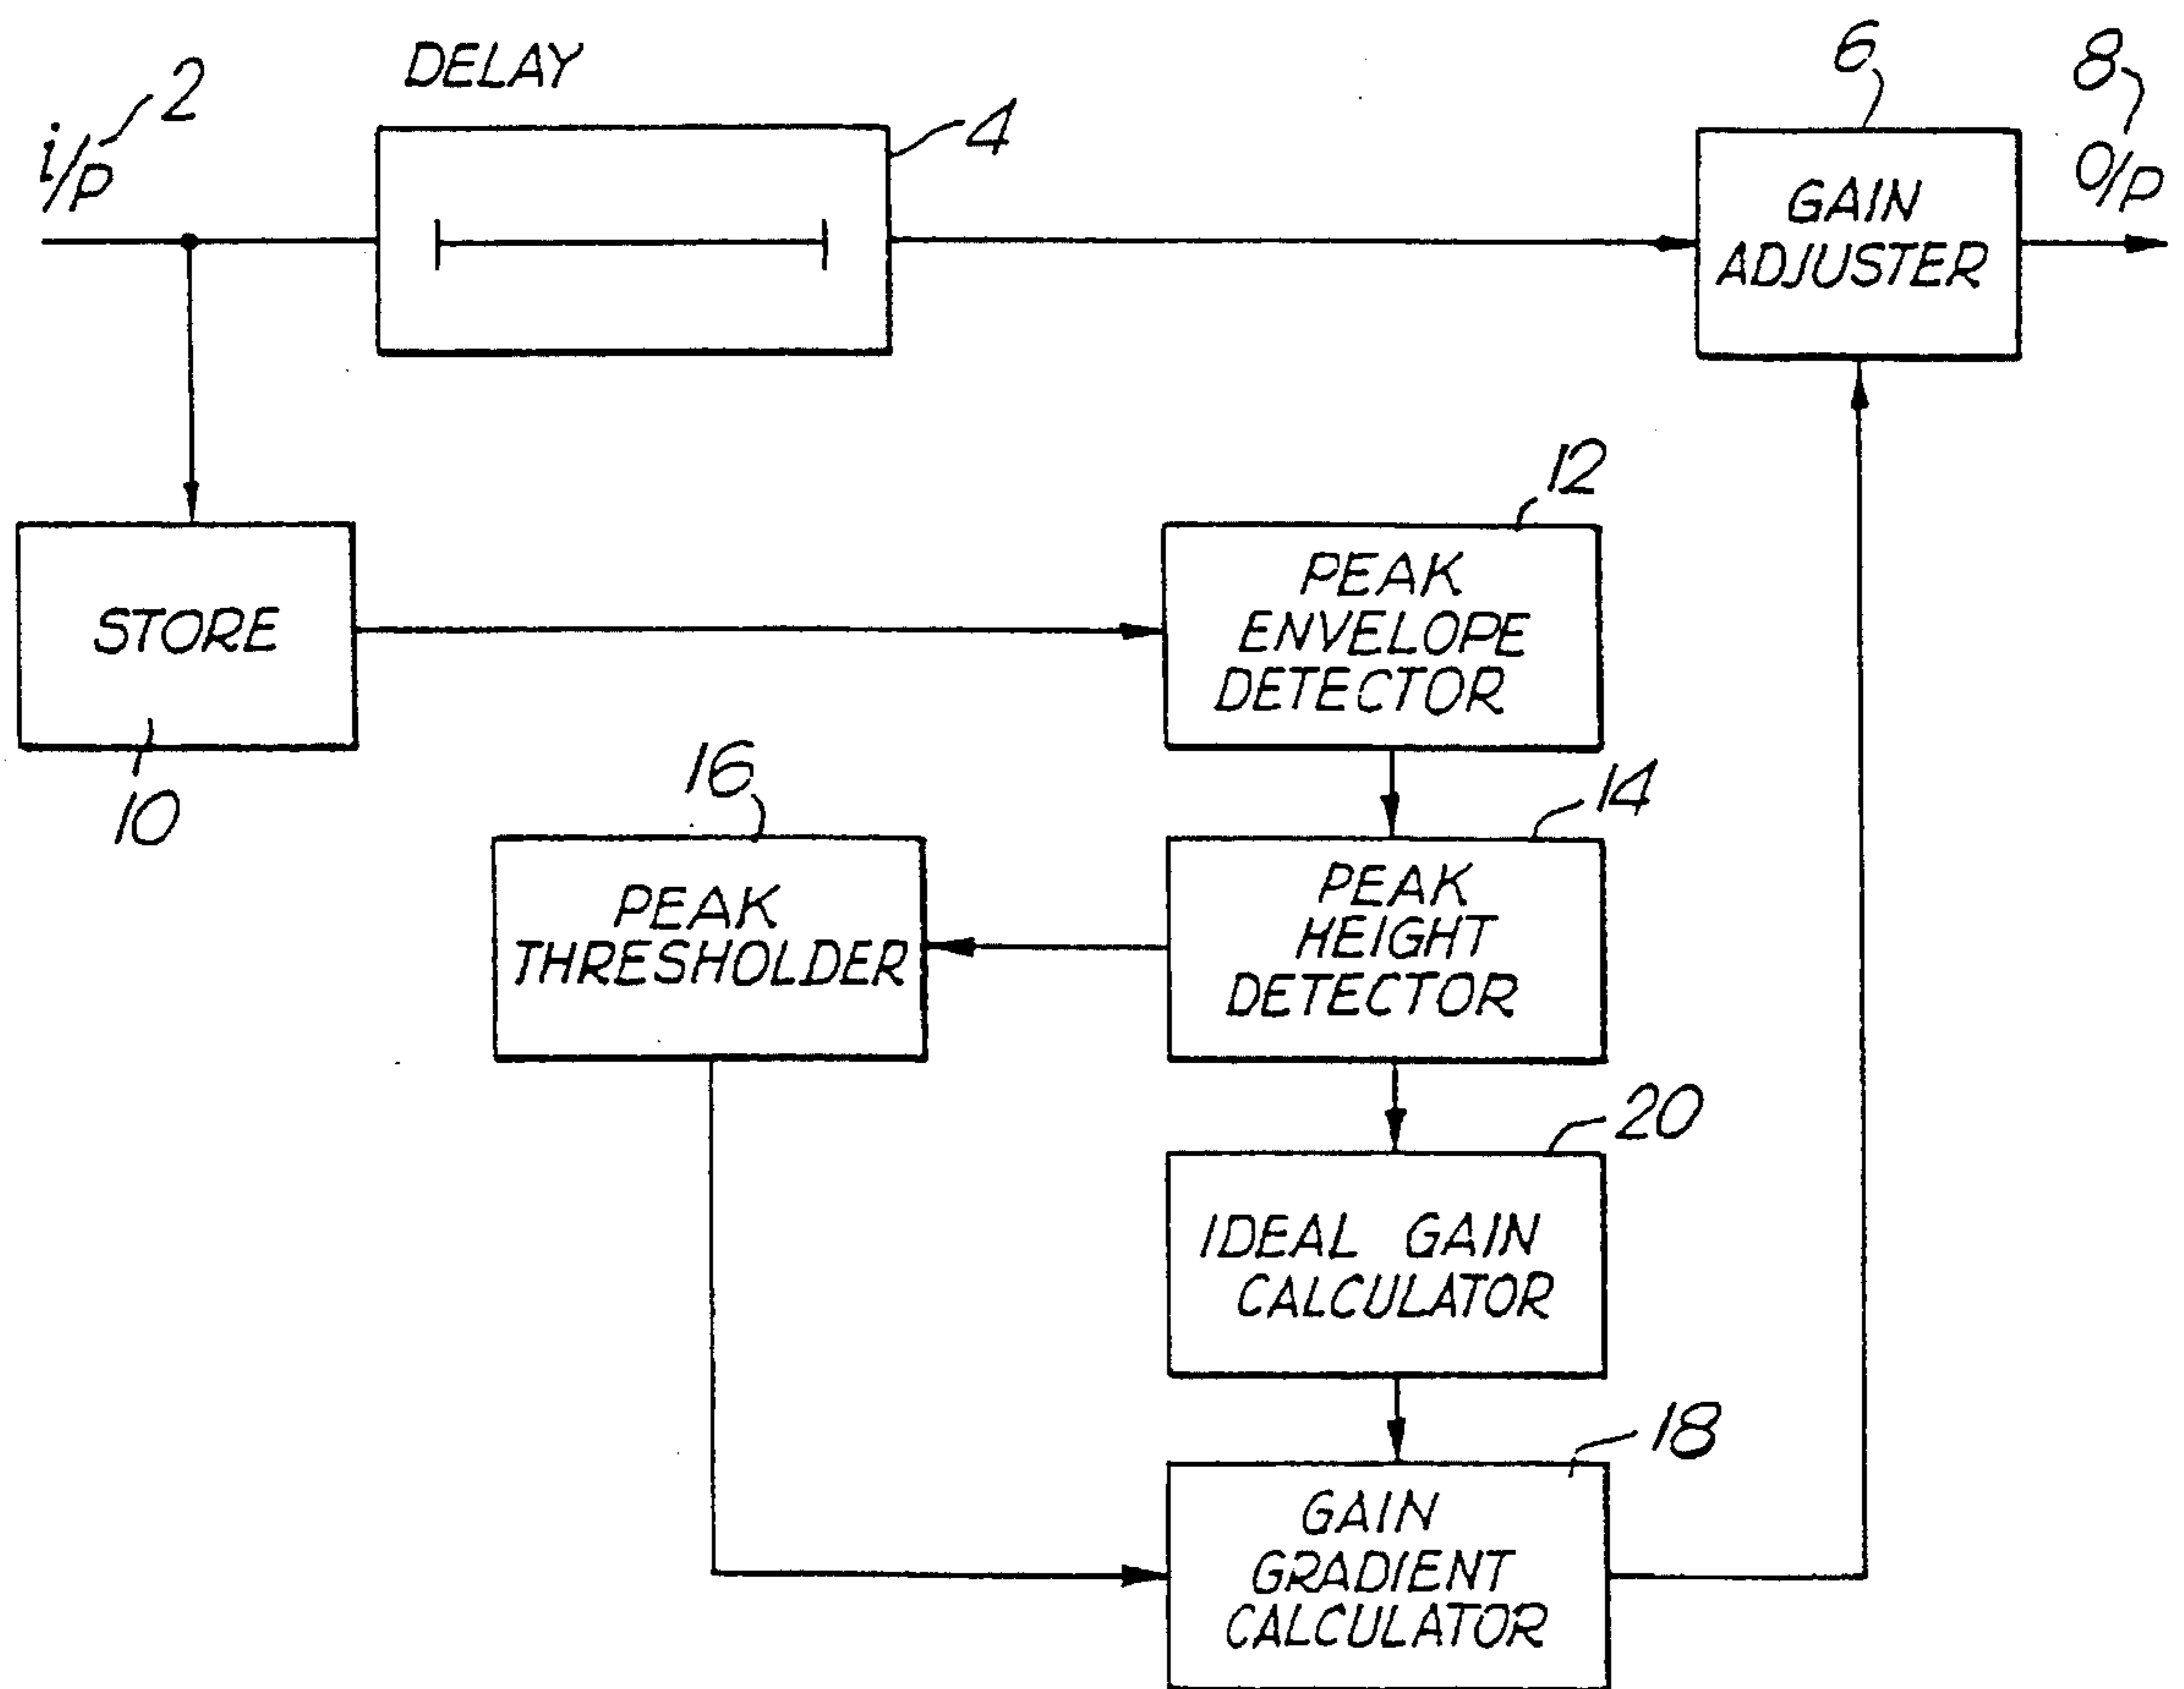 DELAY
i/p 2
4
6
8
O/p
GAIN
ADJUSTER
STORE
10
12
PEAK
ENVELOPE
DETECTOR
14
PEAK
HEIGHT
DETECTOR
16
PEAK
THRESHOLDER
20
IDEAL GAIN
CALCULATOR
18
GAIN
GRADIENT
CALCULATOR